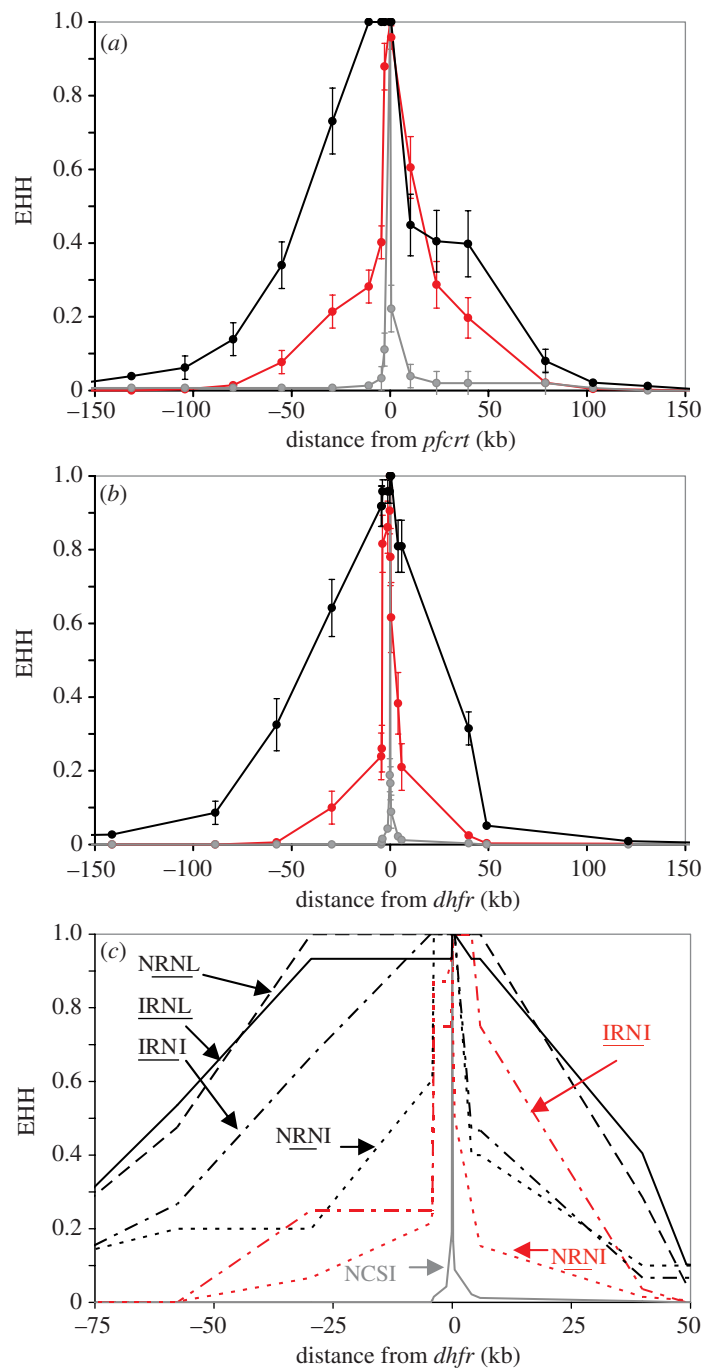 (a)
EHH
1.0
0.8
0.6
0.4
0.2
0
−150 −100 −50 0 50 100 150
distance from pfcrt (kb)
(b)
EHH
1.0
0.8
0.6
0.4
0.2
0
−150 −100 −50 0 50 100 150
distance from dhfr (kb)
(c)
EHH
1.0
0.8
0.6
0.4
0.2
0
NRNL
IRNL
IRNI
NRNI
IRNI
NCSI
NRNI
−75 −50 −25 0 25 50
distance from dhfr (kb)